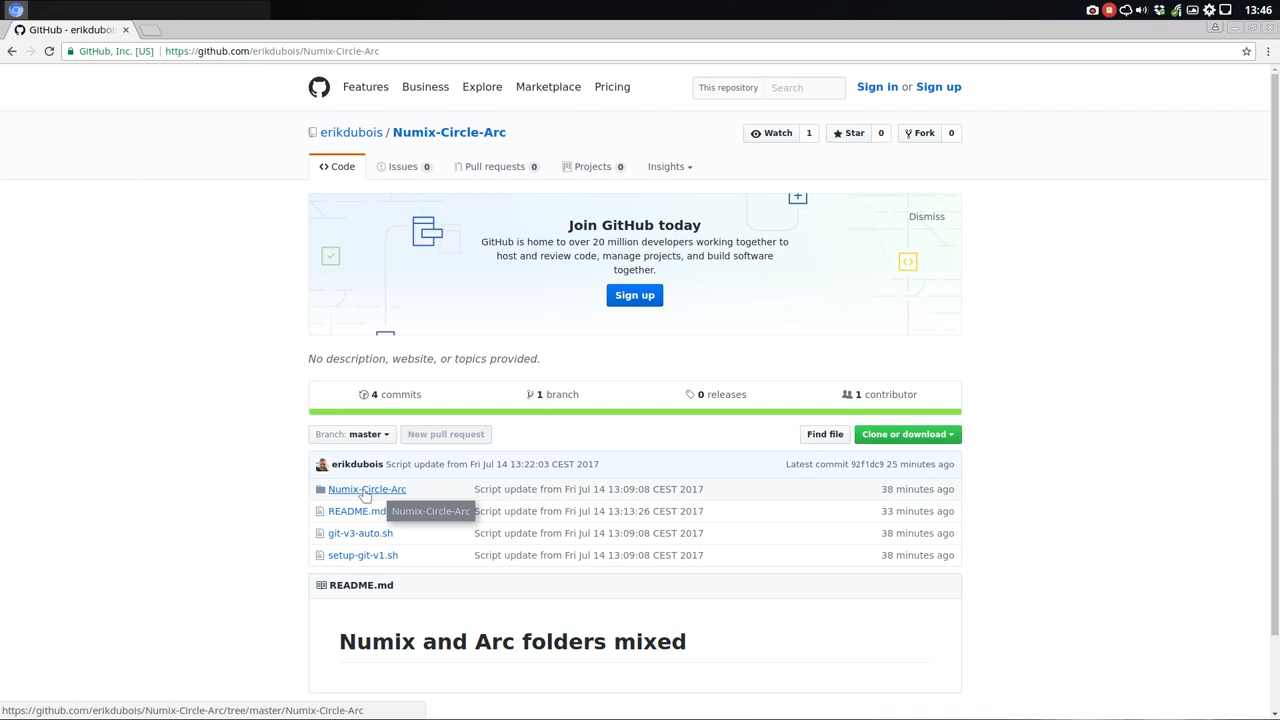 13:46
GitHub - erikdubois
GitHub, Inc. [US] https://github.com/erikdubois/Numix-Circle-Arc
Features Business Explore Marketplace Pricing This repository Search Sign in or Sign up
erikdubois / Numix-Circle-Arc Watch 1 Star 0 Fork 0
Code Issues 0 Pull requests 0 Projects 0 Insights
Join GitHub today
Dismiss
GitHub is home to over 20 million developers working together to
host and review code, manage projects, and build software
together.
Sign up
No description, website, or topics provided.
4 commits 1 branch 0 releases 1 contributor
Branch: master New pull request Find file Clone or download
erikdubois Script update from Fri Jul 14 13:22:03 CEST 2017 Latest commit 92f1dc9 25 minutes ago
Numix-Circle-Arc Script update from Fri Jul 14 13:09:08 CEST 2017 38 minutes ago
README.md Numix-Circle-Arc Script update from Fri Jul 14 13:13:26 CEST 2017 33 minutes ago
git-v3-auto.sh Script update from Fri Jul 14 13:09:08 CEST 2017 38 minutes ago
setup-git-v1.sh Script update from Fri Jul 14 13:09:08 CEST 2017 38 minutes ago
README.md
Numix and Arc folders mixed
https://github.com/erikdubois/Numix-Circle-Arc/tree/master/Numix-Circle-Arc